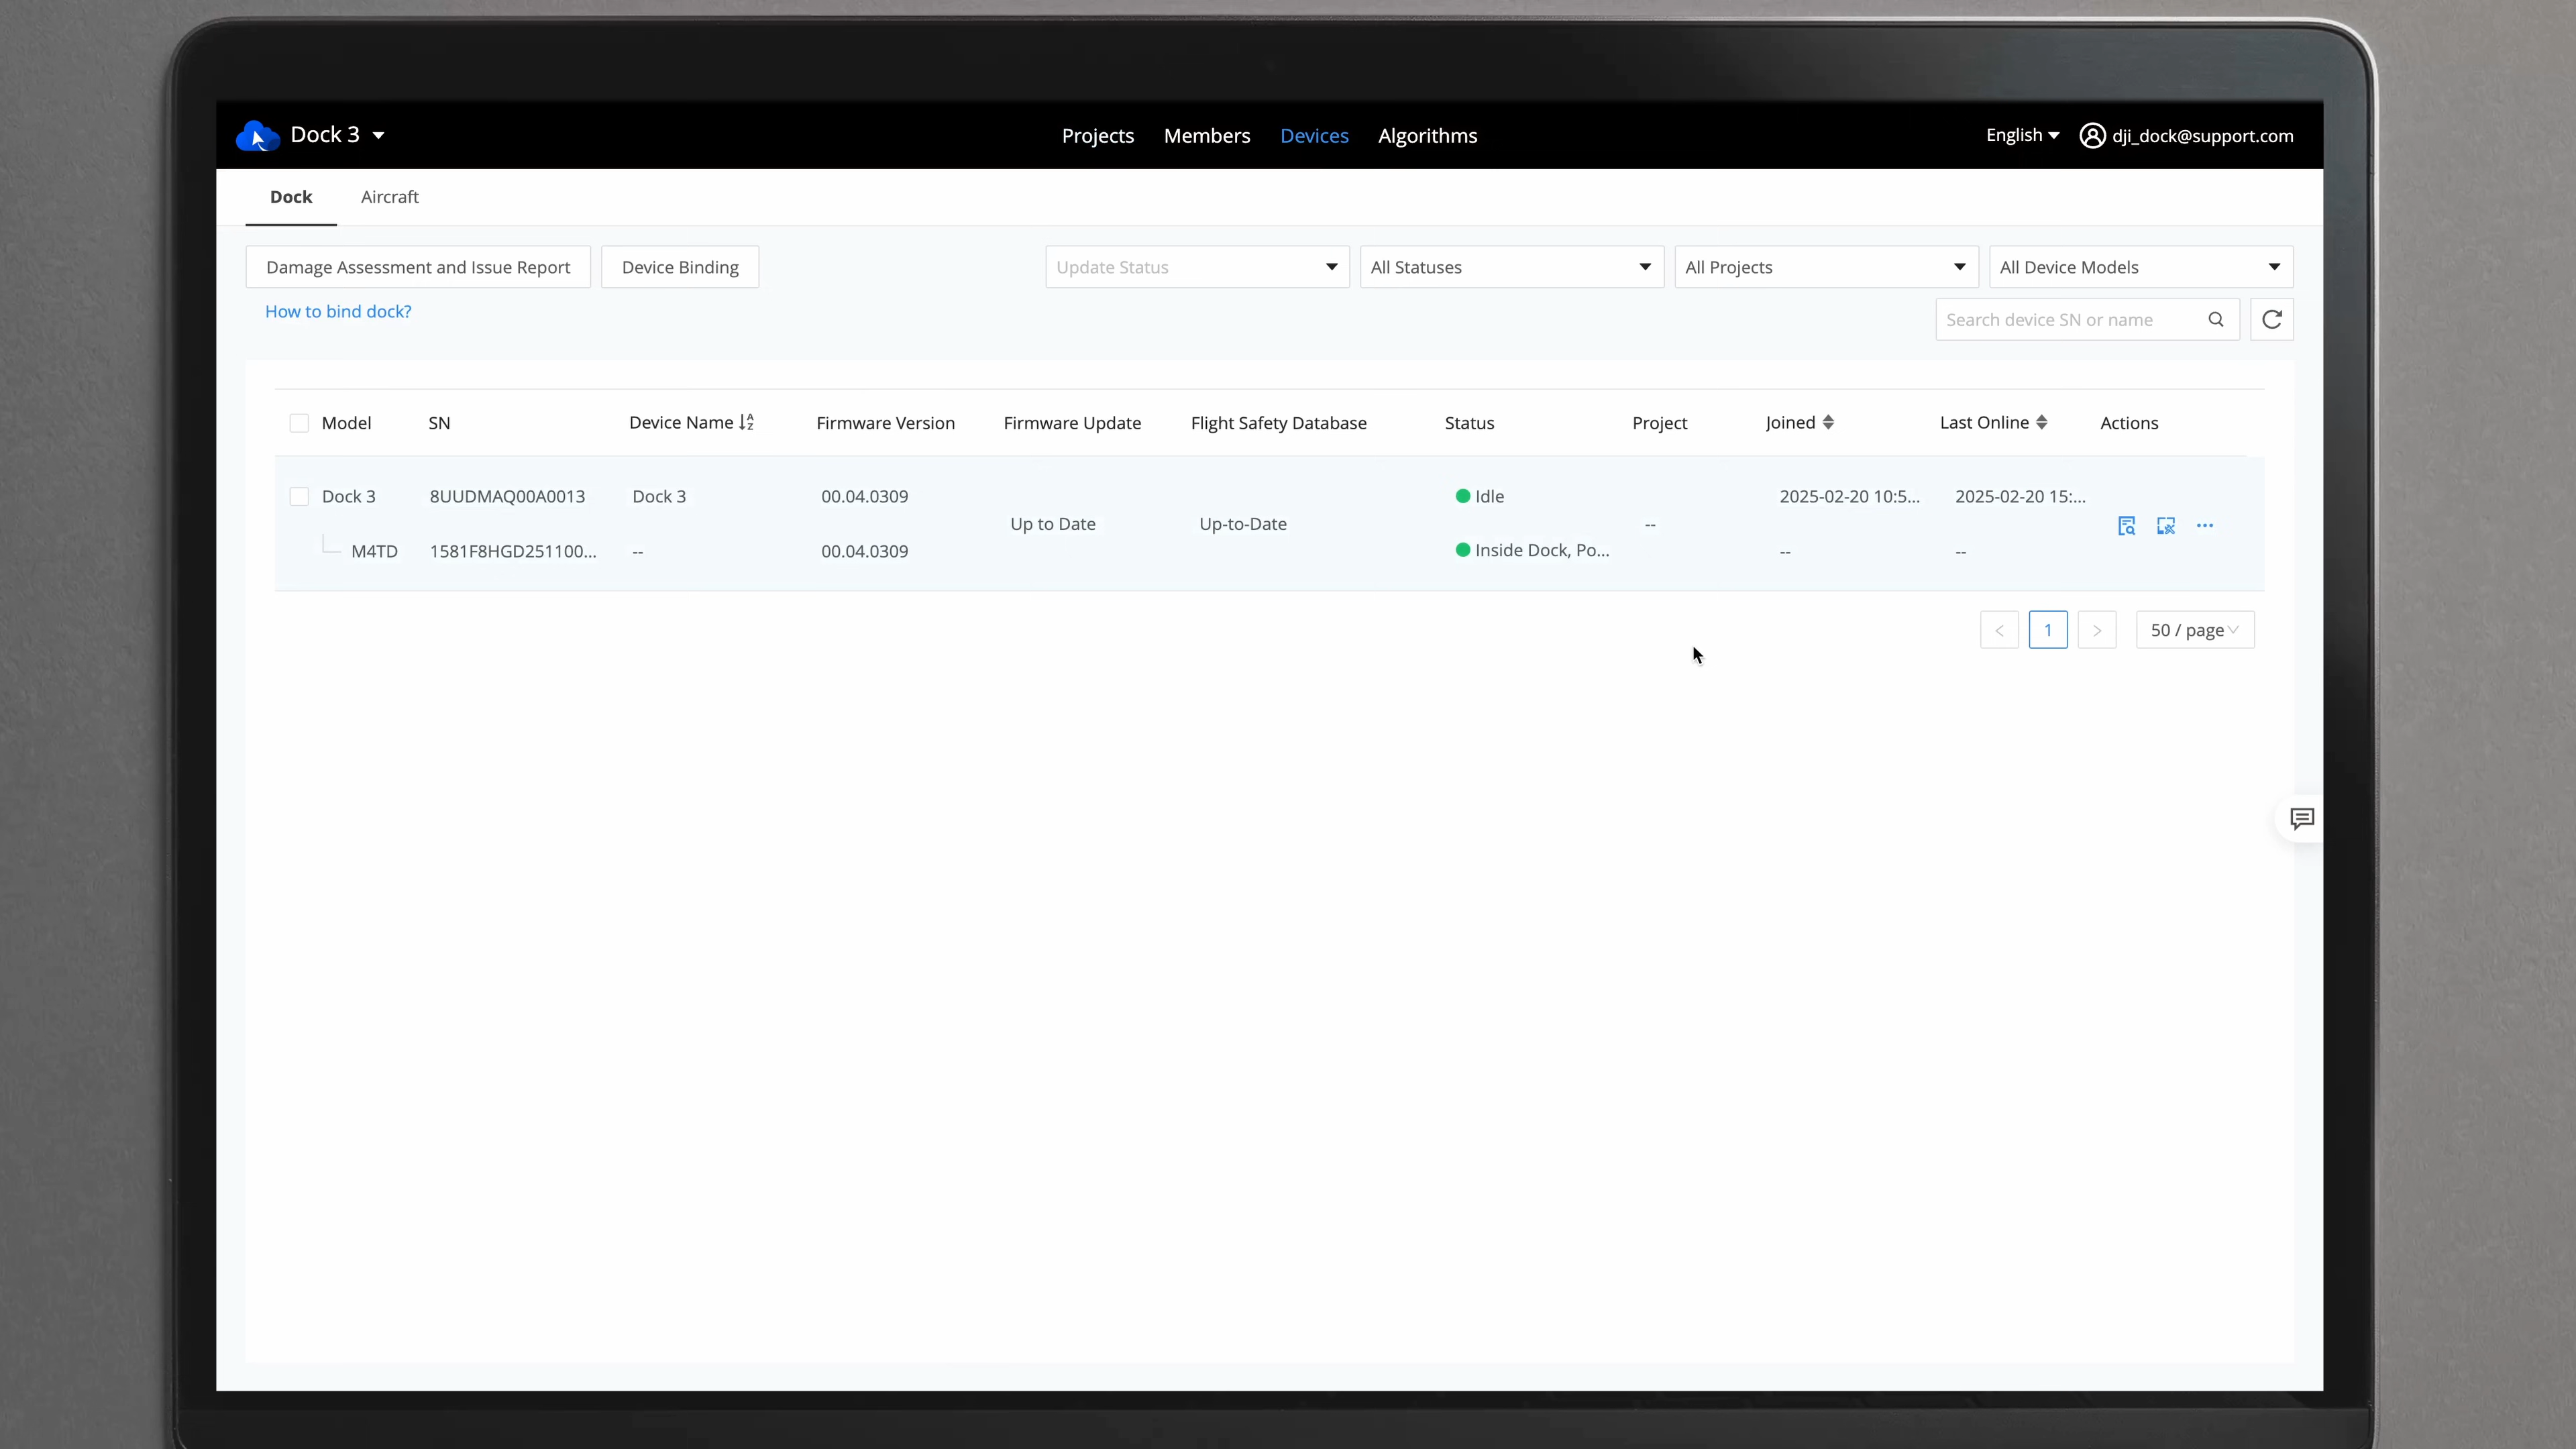 Dock 3
Projects Members Devices Algorithms
English dji_dock@support.com
Dock Aircraft
Damage Assessment and Issue Report Device Binding Update Status All Statuses All Projects All Device Models
How to bind dock? Search device SN or name
Model SN Device Name Firmware Version Firmware Update Flight Safety Database Status Project Joined Last Online Actions
Dock 3 8UUDMAQ00A0013 Dock 3 00.04.0309 Idle 2025-02-20 10:5... 2025-02-20 15:...
Up to Date Up-to-Date --
M4TD 1581F8HGD251100... -- 00.04.0309 Inside Dock, Po... -- --
< 1 > 50 / page